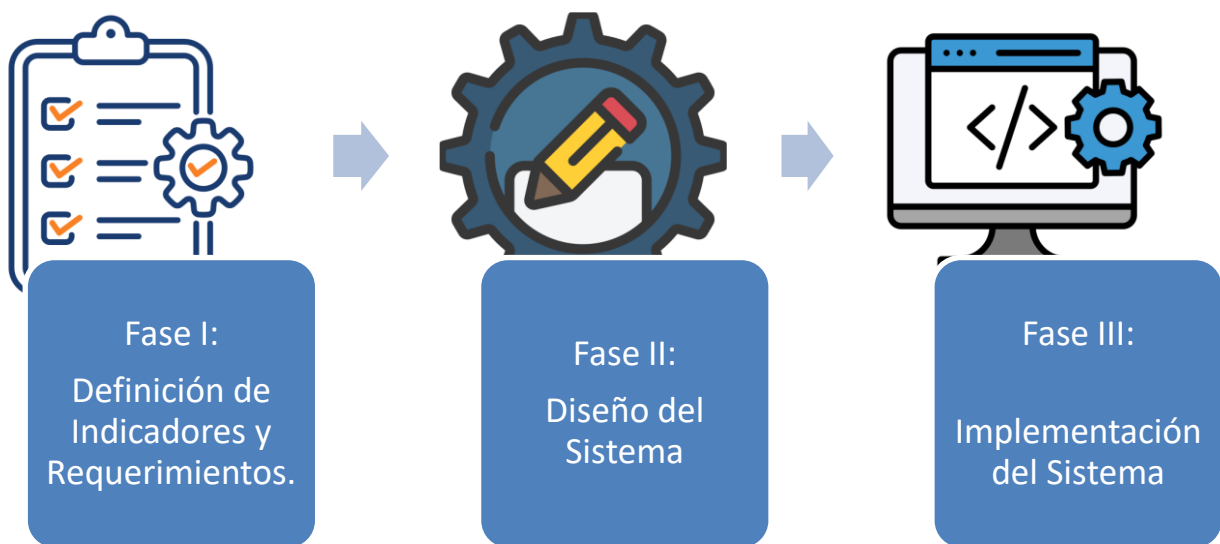 Fase I:
Definición de
Indicadores y
Requerimientos.
Fase II:
Diseño del
Sistema
</>
Fase III:
Implementación
del Sistema